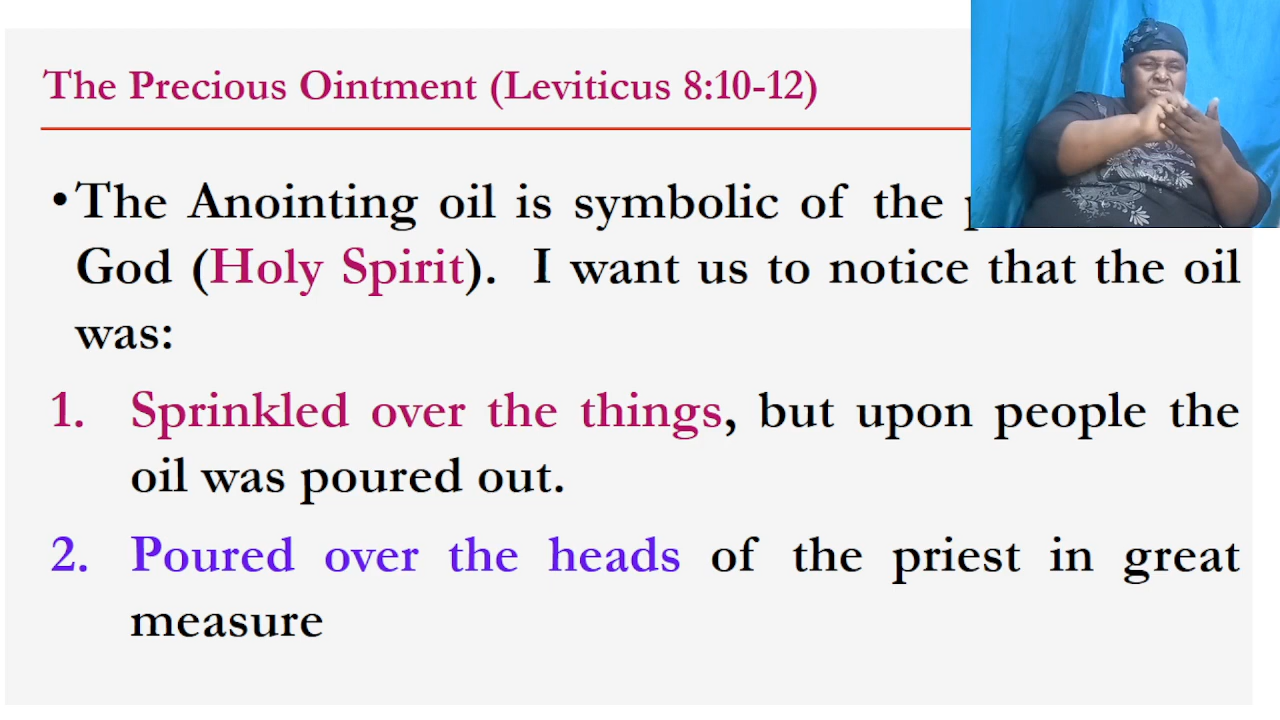 The Precious Ointment (Leviticus 8:10-12)
•The Anointing oil is symbolic of the
God (Holy Spirit). I want us to notice that the oil
was:
1. Sprinkled over the things, but upon people the
oil was poured out.
2. Poured over the heads of the priest in great
measure